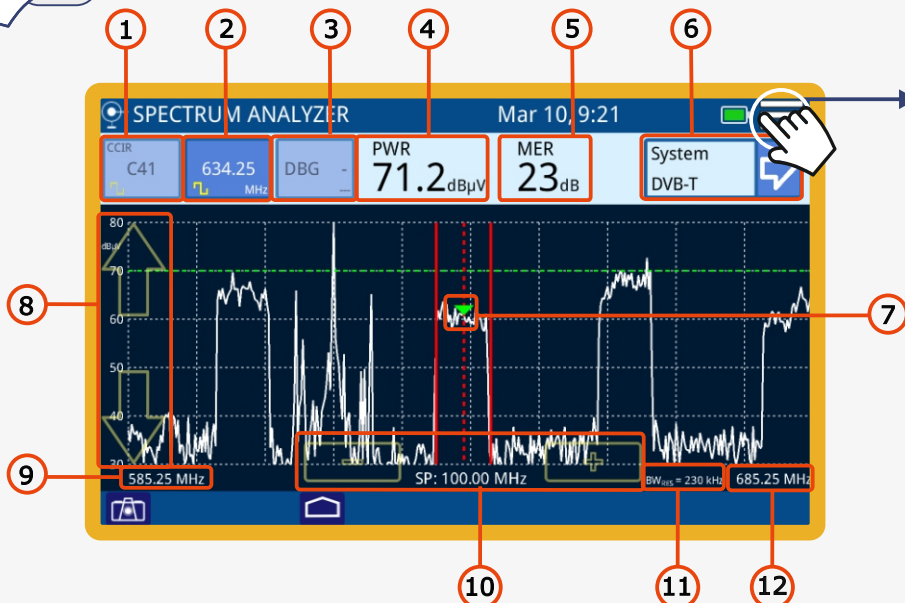 1 2 3 4 5 6
SPECTRUM ANALYZER Mar 10, 9:21
CCIR
C41
634.25
MHz
DBG -
---
PWR
71.2dBµV
MER
23dB
System
DVB-T
80
dBµV
70
60
50
40
30
8
7
9
585.25 MHz
-
SP: 100.00 MHz
+
BWRES = 230 kHz
685.25 MHz
10 11 12